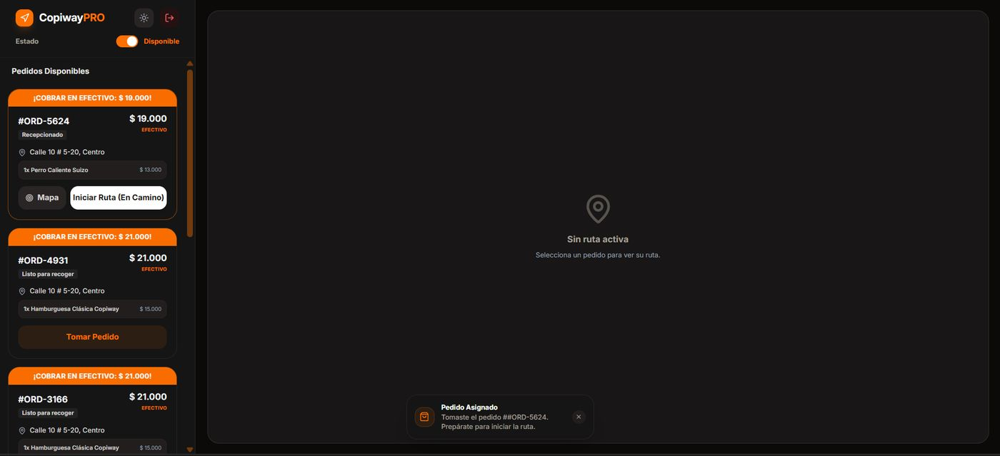 CopiwayPRO
Estado
Disponible
Pedidos Disponibles
¡COBRAR EN EFECTIVO: $ 19.000!
#ORD-5624
$ 19.000
Recepcionado
EFECTIVO
Calle 10 # 5-20, Centro
1x Perro Caliente Suizo
$ 13.000
Mapa
Iniciar Ruta (En Camino)
¡COBRAR EN EFECTIVO: $ 21.000!
#ORD-4931
$ 21.000
Listo para recoger
EFECTIVO
Calle 10 # 5-20, Centro
1x Hamburguesa Clásica Copiway
$ 15.000
Tomar Pedido
¡COBRAR EN EFECTIVO: $ 21.000!
#ORD-3166
$ 21.000
Listo para recoger
EFECTIVO
Calle 10 # 5-20, Centro
1x Hamburguesa Clásica Copiway
$ 15.000
Sin ruta activa
Selecciona un pedido para ver su ruta.
Pedido Asignado
Tomaste el pedido ##ORD-5624.
Prepárate para iniciar la ruta.